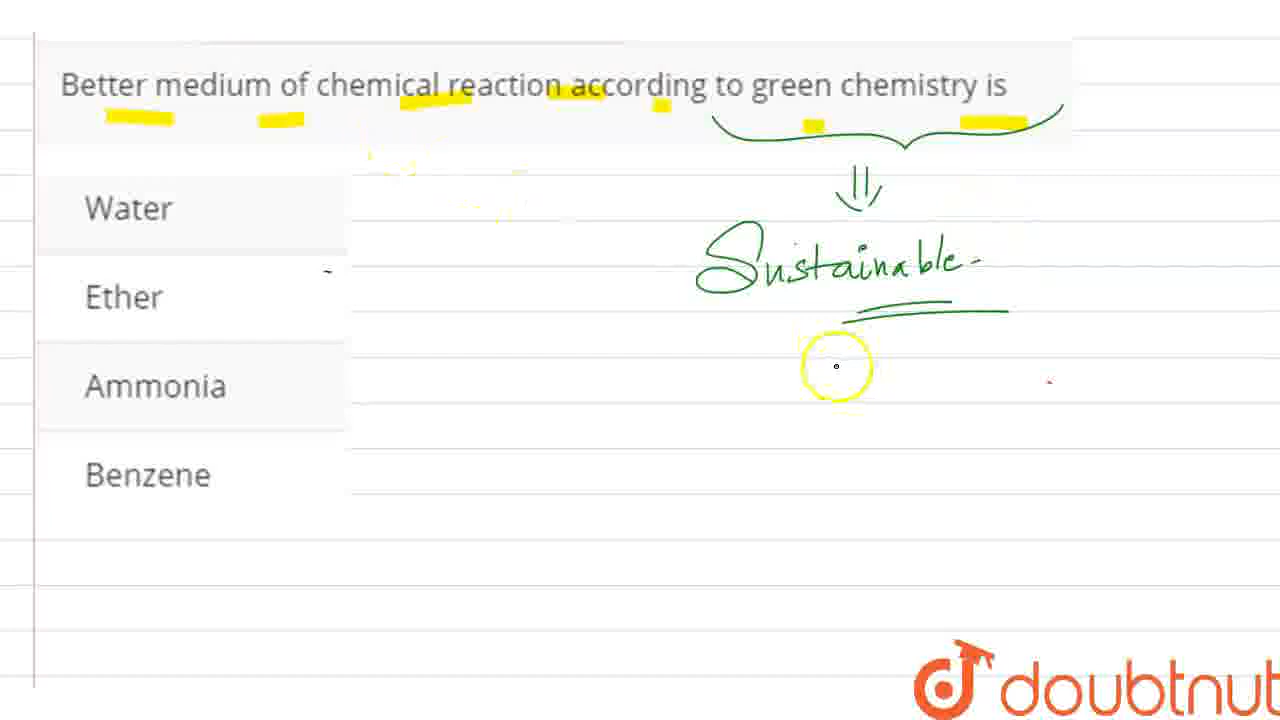 Better medium of chemical reaction according to green chemistry is
Water
Sustainable
Ether
Ammonia
Benzene
doubtnut